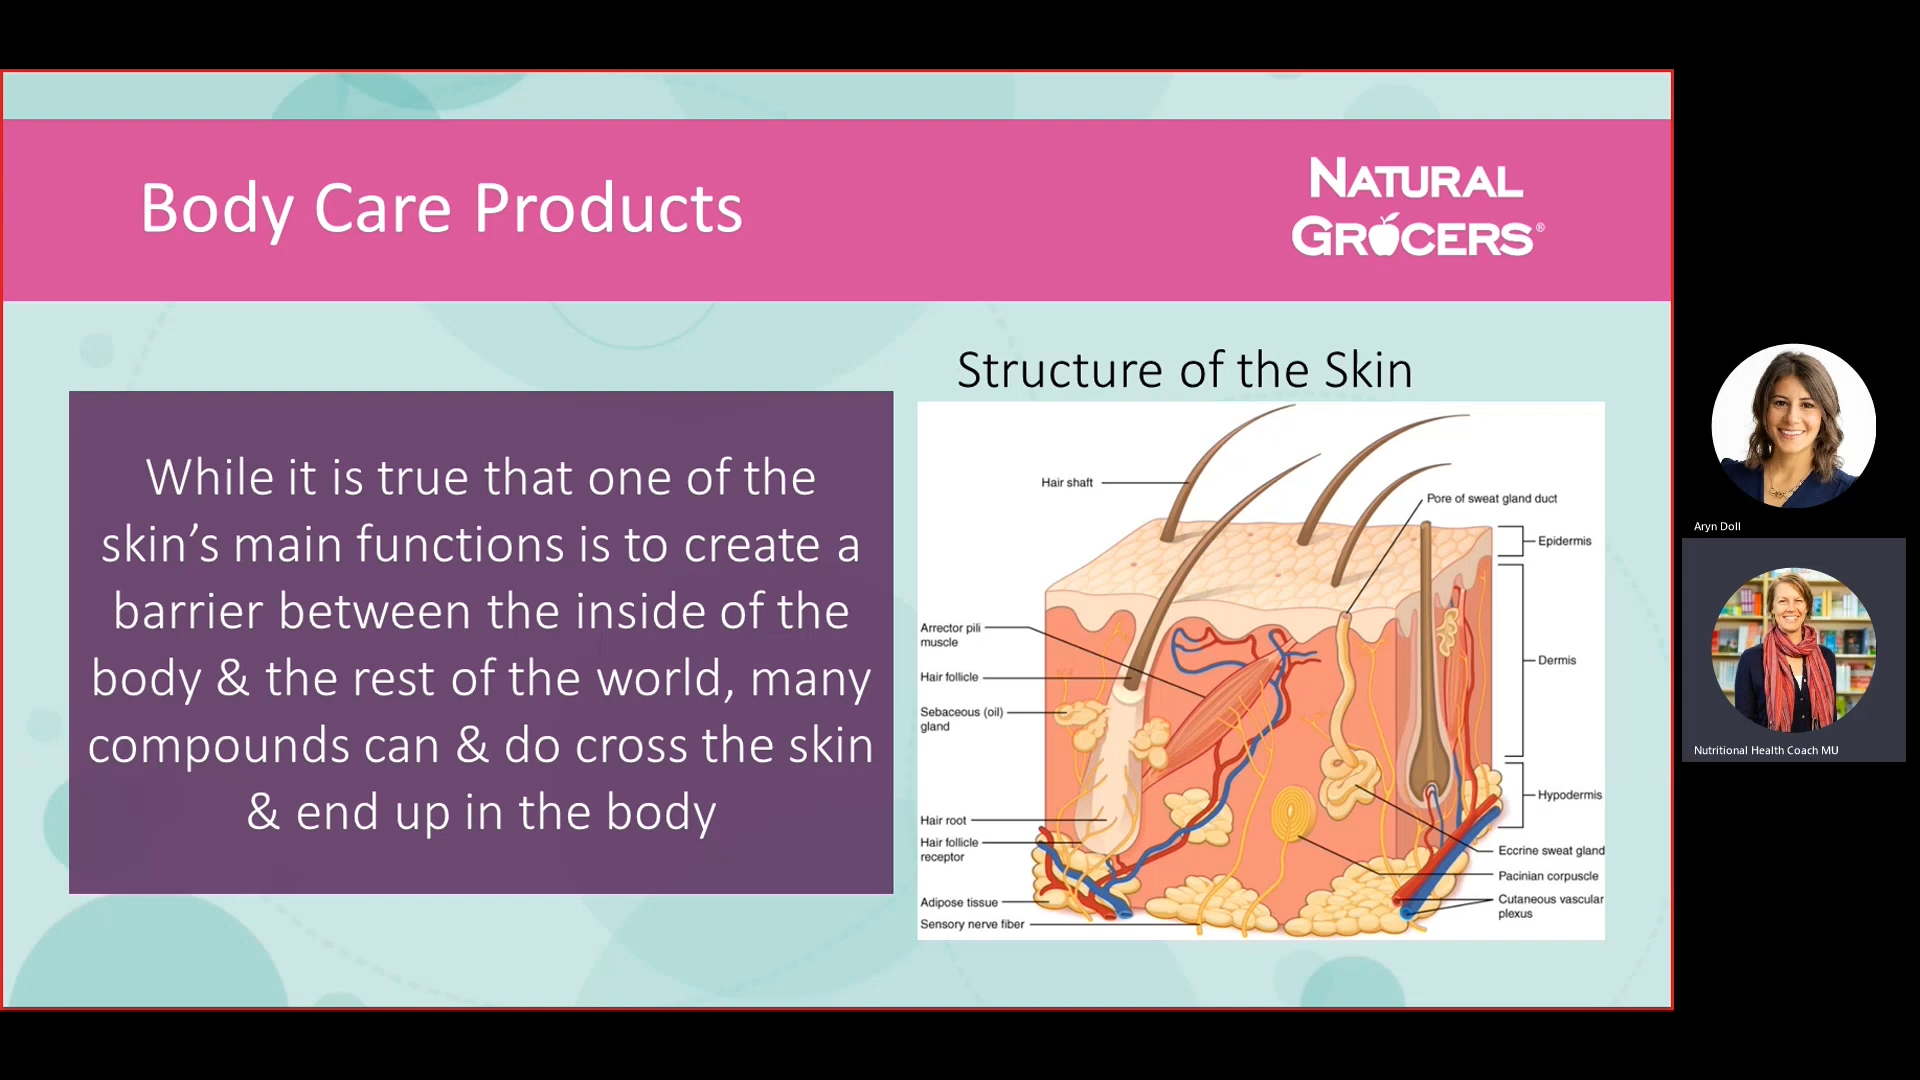 Body Care Products
NATURAL
GROCERS®
While it is true that one of the
skin’s main functions is to create a
barrier between the inside of the
body & the rest of the world, many
compounds can & do cross the skin
& end up in the body
Structure of the Skin
Hair shaft
Pore of sweat gland duct
Epidermis
Arrector pili
muscle
Dermis
Hair follicle
Sebaceous (oil)
gland
Hypodermis
Hair root
Hair follicle
receptor
Eccrine sweat gland
Pacinian corpuscle
Adipose tissue
Cutaneous vascular
plexus
Sensory nerve fiber
Aryn Doll
Nutritional Health Coach MU